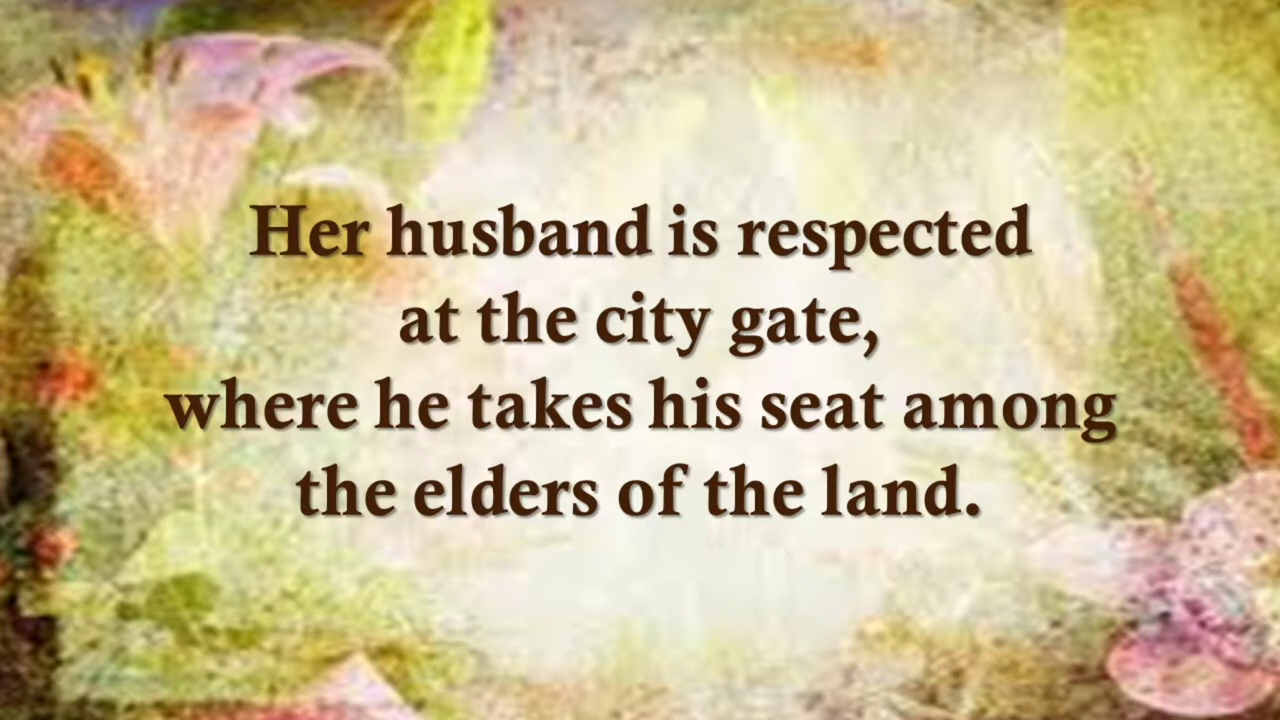 Her husband is respected
at the city gate,
where he takes his seat among
the elders of the land.